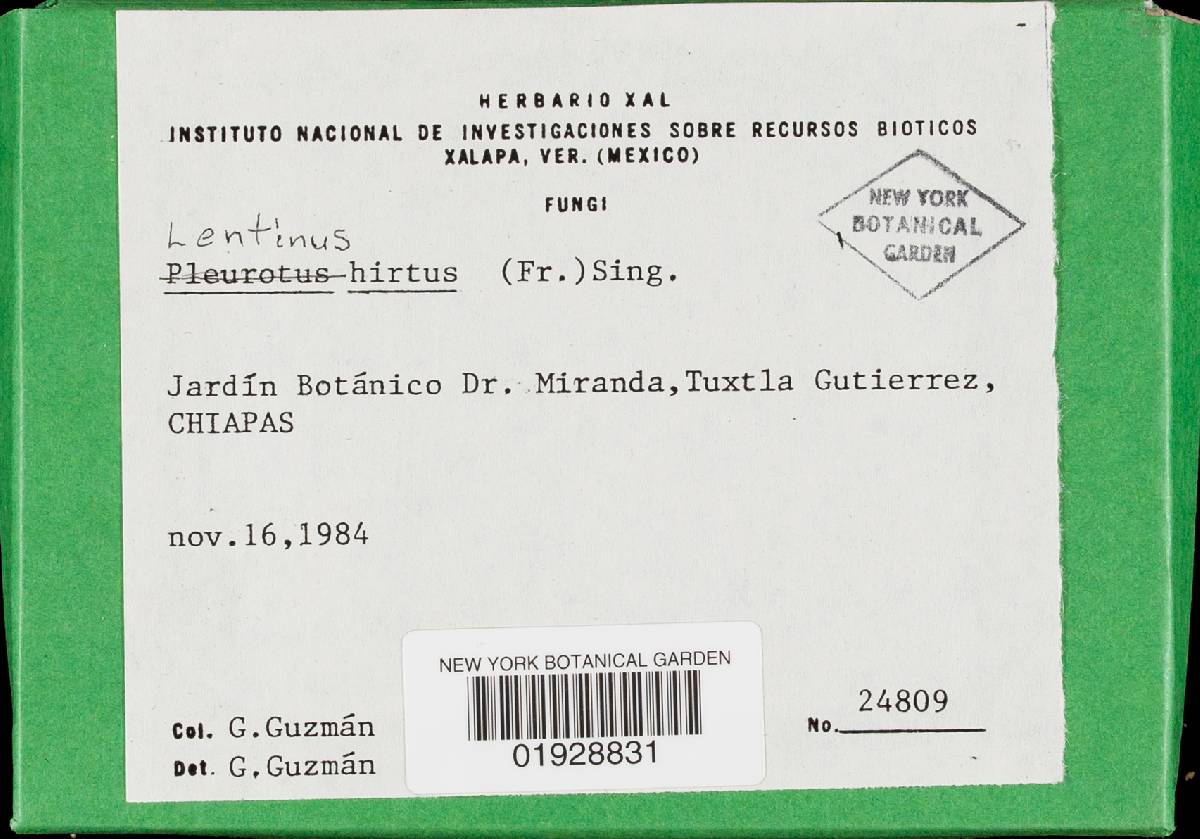 HERBARIO XAL
INSTITUTO NACIONAL DE INVESTIGACIONES SOBRE RECURSOS BIOTICOS
XALAPA, VER. (MEXICO)
FUNGI
NEW YORK
BOTANICAL
GARDEN
Lentinus
Pleurotus hirtus (Fr.)Sing.
Jardín Botánico Dr. Miranda,Tuxtla Gutierrez,
CHIAPAS
nov.16,1984
NEW YORK BOTANICAL GARDEN
01928831
Col. G.Guzmán
Det. G.Guzmán
No. 24809